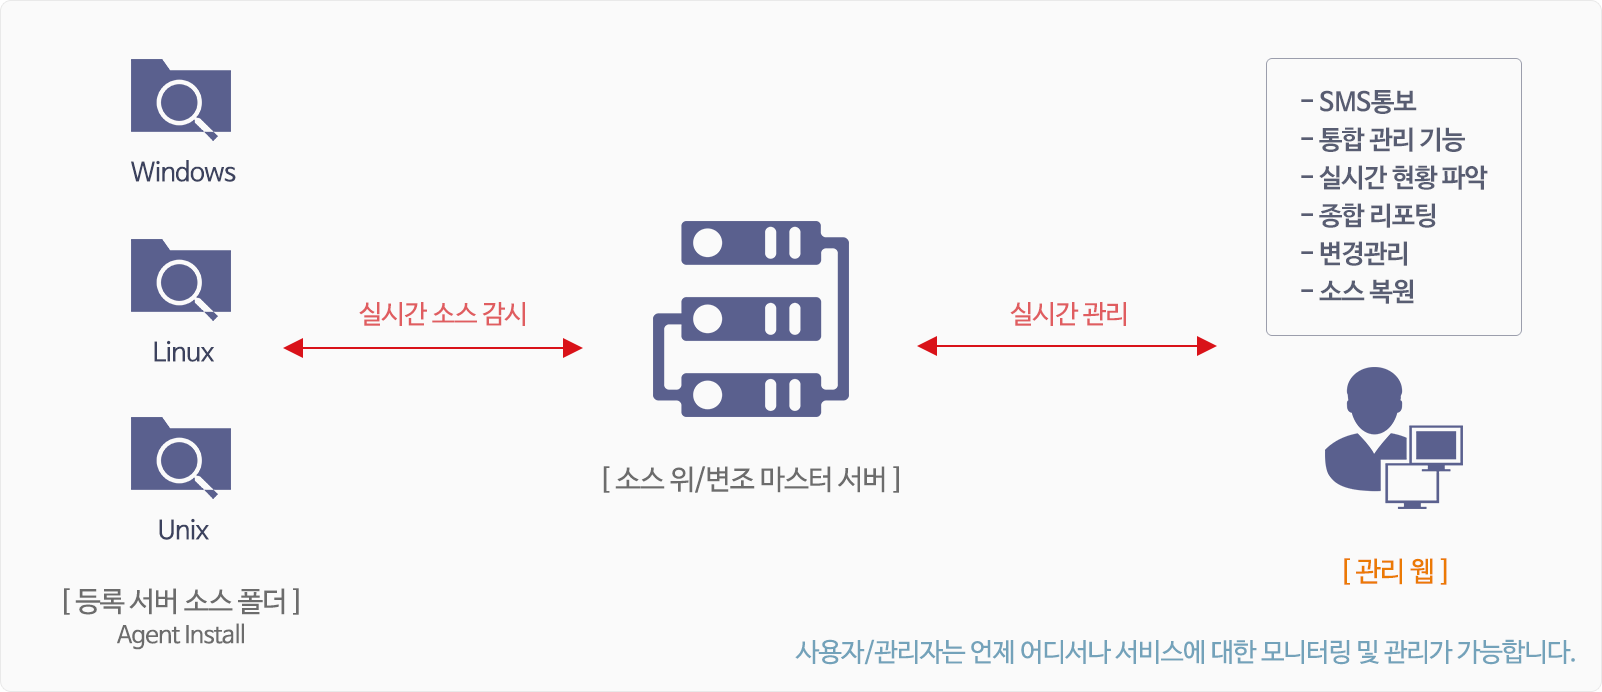 Windows
Linux
Unix
[ 등록 서버 소스 폴더 ]
Agent Install
실시간 소스 감시
[ 소스 위/변조 마스터 서버 ]
실시간 관리
- SMS통보
- 통합 관리 기능
- 실시간 현황 파악
- 종합 리포팅
- 변경관리
- 소스 복원
[ 관리 웹 ]
사용자/관리자는 언제 어디서나 서비스에 대한 모니터링 및 관리가 가능합니다.